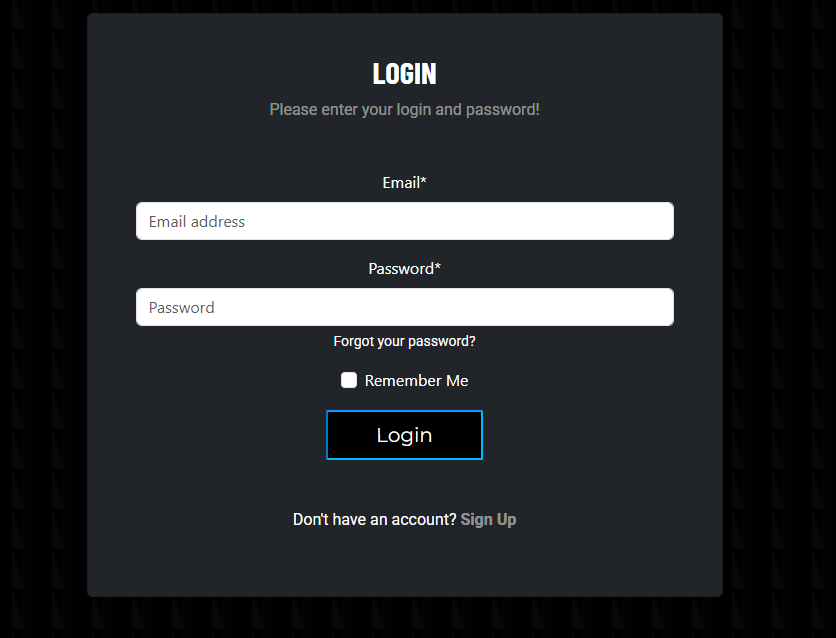 LOGIN
Please enter your login and password!
Email*
Email address
Password*
Password
Forgot your password?
Remember Me
Login
Don't have an account? Sign Up